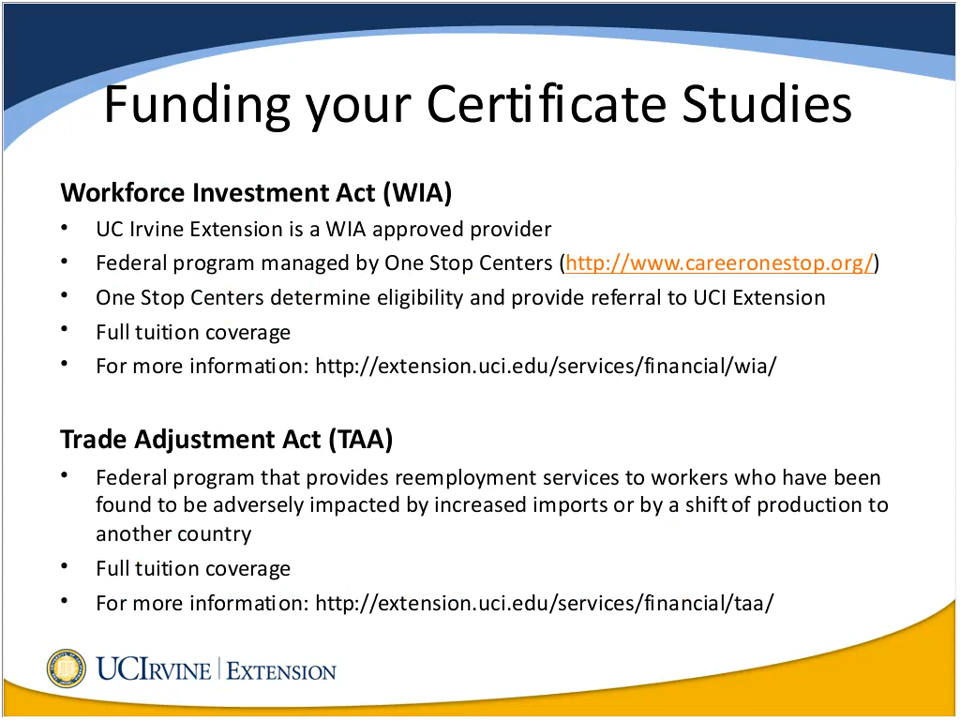 Funding your Certificate Studies
Workforce Investment Act (WIA)
• UC Irvine Extension is a WIA approved provider
• Federal program managed by One Stop Centers (http://www.careeronestop.org/)
• One Stop Centers determine eligibility and provide referral to UCI Extension
• Full tuition coverage
• For more information: http://extension.uci.edu/services/financial/wia/
Trade Adjustment Act (TAA)
• Federal program that provides reemployment services to workers who have been
found to be adversely impacted by increased imports or by a shift of production to
another country
• Full tuition coverage
• For more information: http://extension.uci.edu/services/financial/taa/
UCIRVINE | EXTENSION